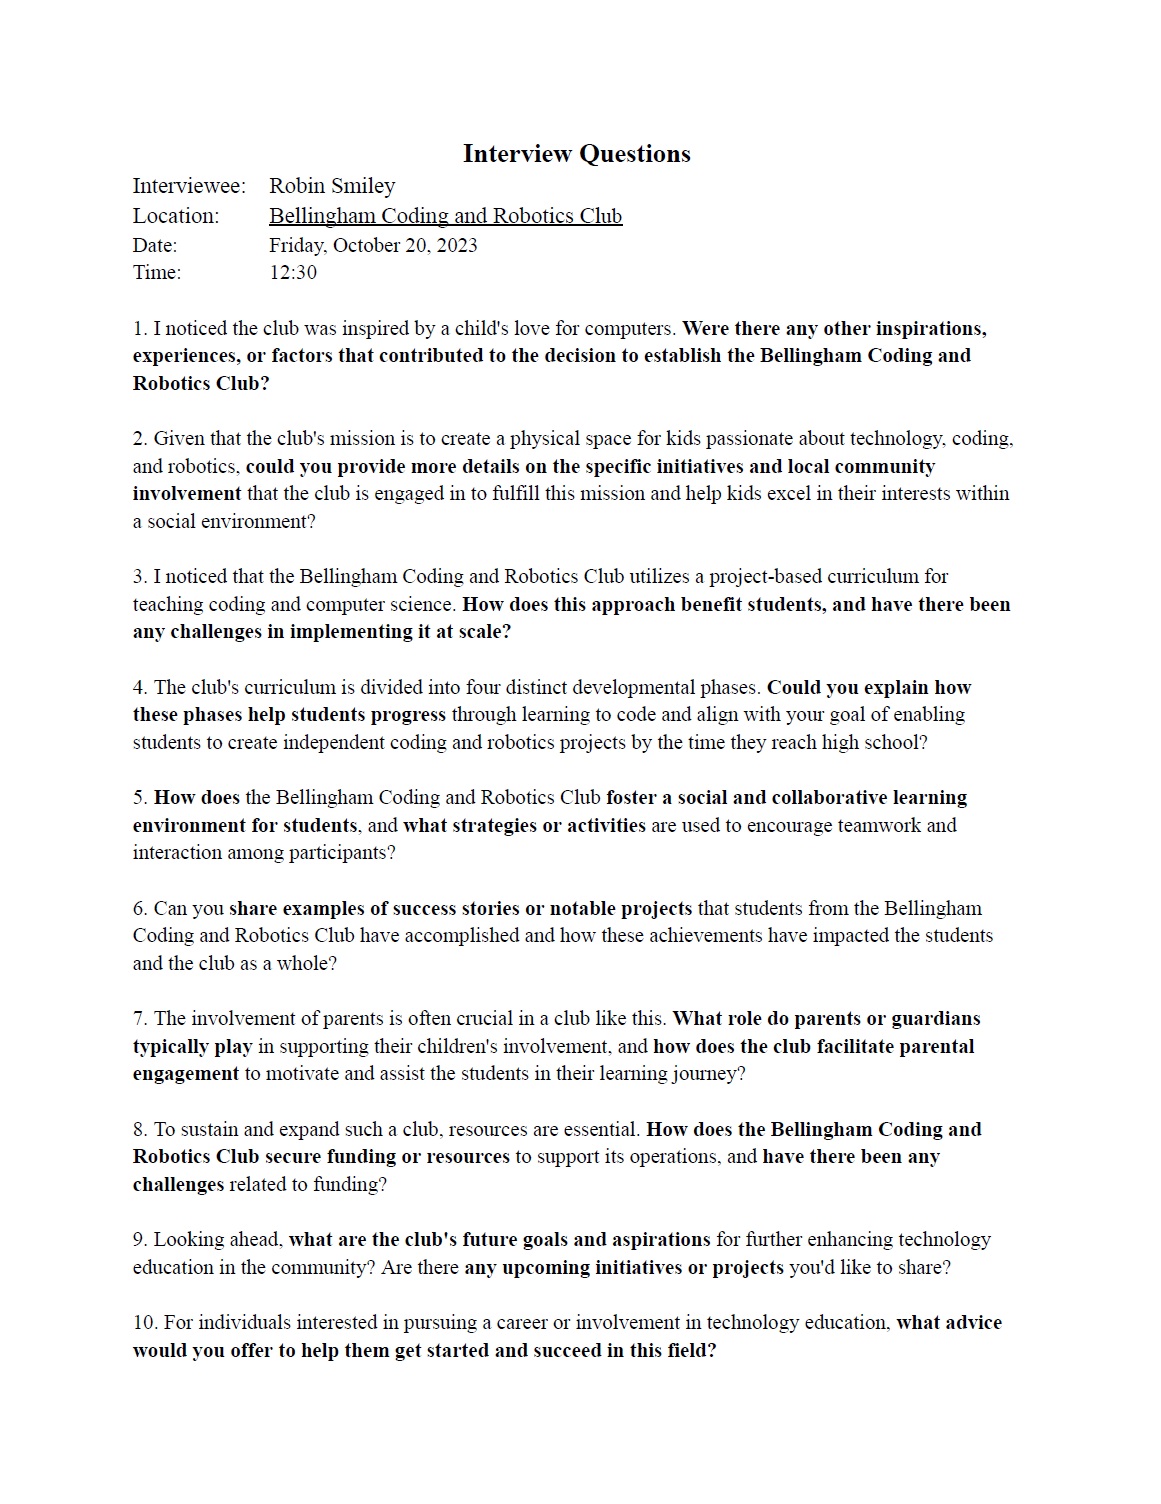 Interview Questions
Interviewee: Robin Smiley
Location: Bellingham Coding and Robotics Club
Date: Friday, October 20, 2023
Time: 12:30
1. I noticed the club was inspired by a child's love for computers. Were there any other inspirations,
experiences, or factors that contributed to the decision to establish the Bellingham Coding and
Robotics Club?
2. Given that the club's mission is to create a physical space for kids passionate about technology, coding,
and robotics, could you provide more details on the specific initiatives and local community
involvement that the club is engaged in to fulfill this mission and help kids excel in their interests within
a social environment?
3. I noticed that the Bellingham Coding and Robotics Club utilizes a project-based curriculum for
teaching coding and computer science. How does this approach benefit students, and have there been
any challenges in implementing it at scale?
4. The club's curriculum is divided into four distinct developmental phases. Could you explain how
these phases help students progress through learning to code and align with your goal of enabling
students to create independent coding and robotics projects by the time they reach high school?
5. How does the Bellingham Coding and Robotics Club foster a social and collaborative learning
environment for students, and what strategies or activities are used to encourage teamwork and
interaction among participants?
6. Can you share examples of success stories or notable projects that students from the Bellingham
Coding and Robotics Club have accomplished and how these achievements have impacted the students
and the club as a whole?
7. The involvement of parents is often crucial in a club like this. What role do parents or guardians
typically play in supporting their children's involvement, and how does the club facilitate parental
engagement to motivate and assist the students in their learning journey?
8. To sustain and expand such a club, resources are essential. How does the Bellingham Coding and
Robotics Club secure funding or resources to support its operations, and have there been any
challenges related to funding?
9. Looking ahead, what are the club's future goals and aspirations for further enhancing technology
education in the community? Are there any upcoming initiatives or projects you'd like to share?
10. For individuals interested in pursuing a career or involvement in technology education, what advice
would you offer to help them get started and succeed in this field?